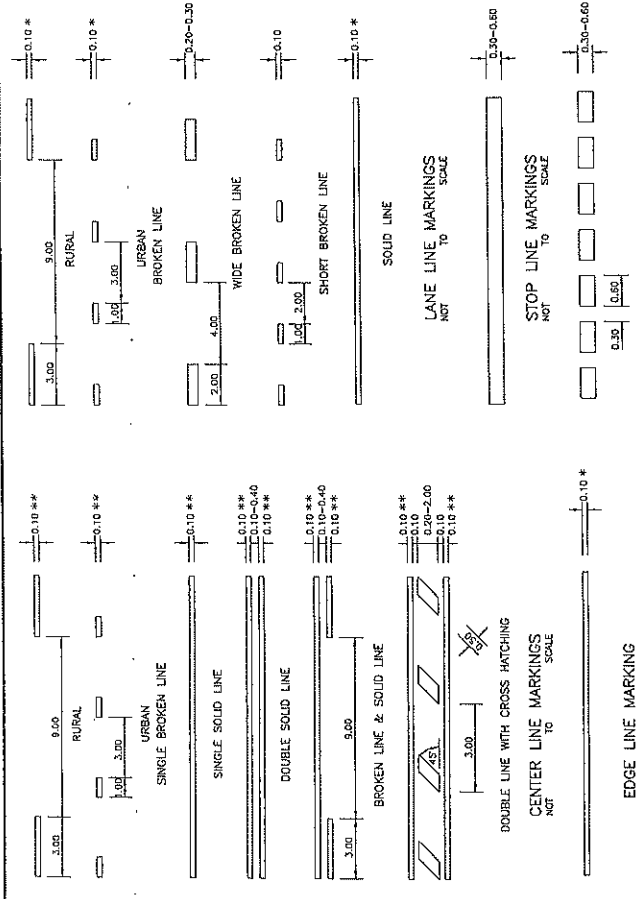 0.10 **
3.00
9.00
RURAL
0.10 **
1.00
3.00
URBAN
SINGLE BROKEN LINE
0.10 **
SINGLE SOLID LINE
0.10 **
0.10-0.40
0.10 **
DOUBLE SOLID LINE
0.10 **
0.10-0.40
0.10 **
3.00
9.00
BROKEN LINE & SOLID LINE
0.10 **
0.10
0.20-2.00
0.10
0.10 **
45°
0.50
3.00
DOUBLE LINE WITH CROSS HATCHING
CENTER LINE MARKINGS
NOT TO SCALE
0.10 *
EDGE LINE MARKING
0.10 *
3.00
9.00
RURAL
0.10 *
1.00
3.00
URBAN
BROKEN LINE
0.20-0.30
2.00
4.00
WIDE BROKEN LINE
0.10
1.00
2.00
SHORT BROKEN LINE
0.10 *
SOLID LINE
LANE LINE MARKINGS
NOT TO SCALE
0.30-0.60
STOP LINE MARKINGS
NOT TO SCALE
0.30-0.60
0.30
0.60